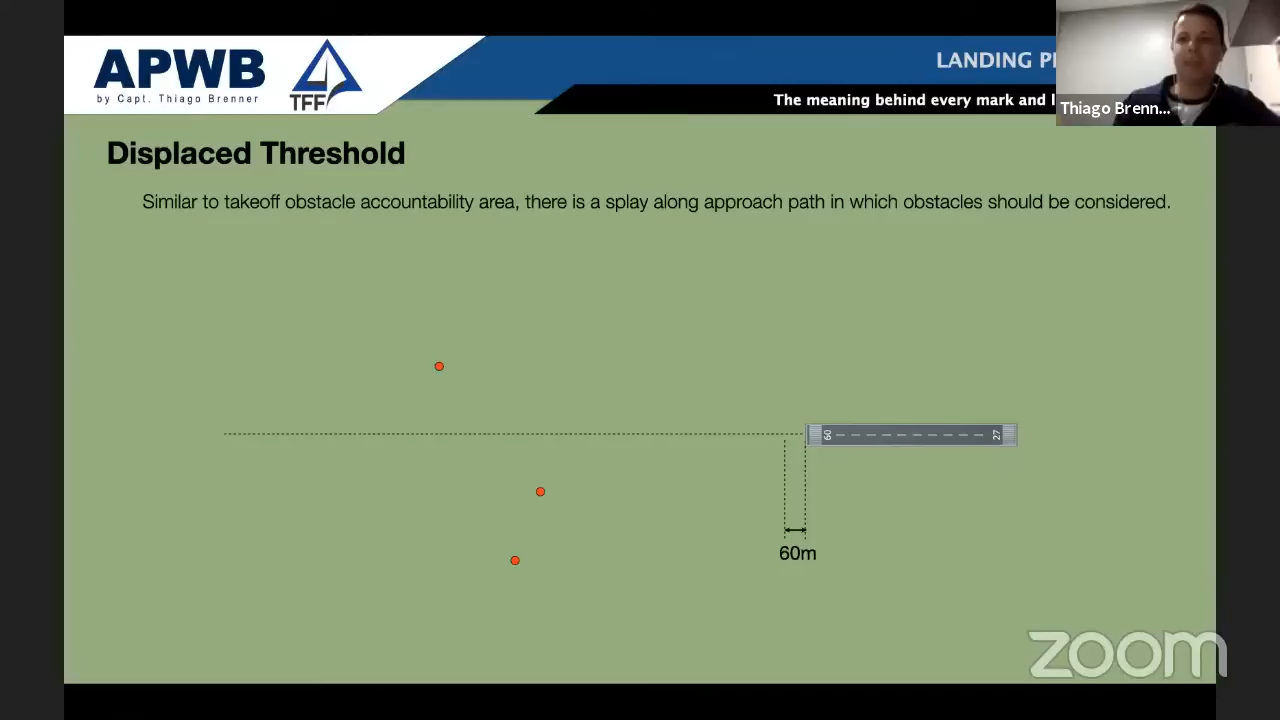 APWB
by Capt. Thiago Brenner
TFF
LANDING P
The meaning behind every mark and l
Thiago Brenn...
Displaced Threshold
Similar to takeoff obstacle accountability area, there is a splay along approach path in which obstacles should be considered.
09
27
60m
zoom